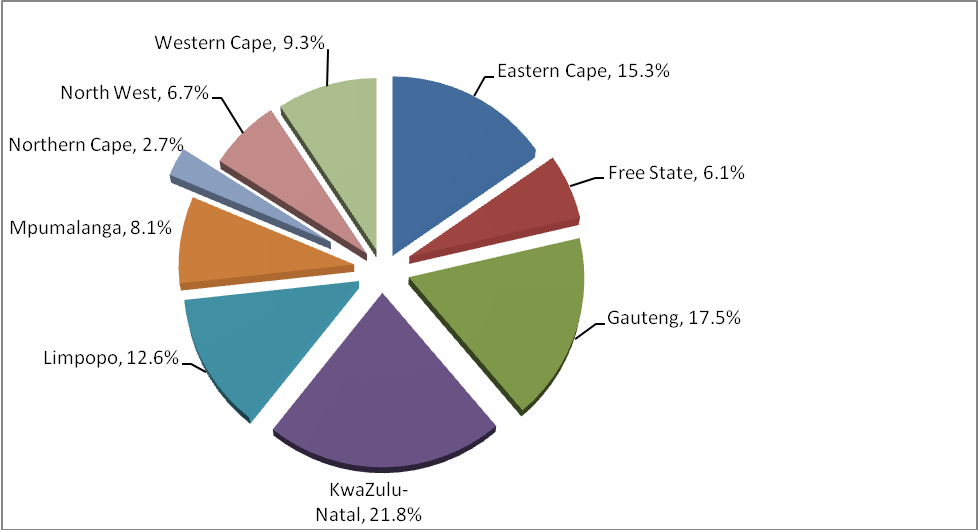 Western Cape, 9.3%
Eastern Cape, 15.3%
North West, 6.7%
Northern Cape, 2.7%
Free State, 6.1%
Mpumalanga, 8.1%
Gauteng, 17.5%
Limpopo, 12.6%
KwaZulu-
Natal, 21.8%